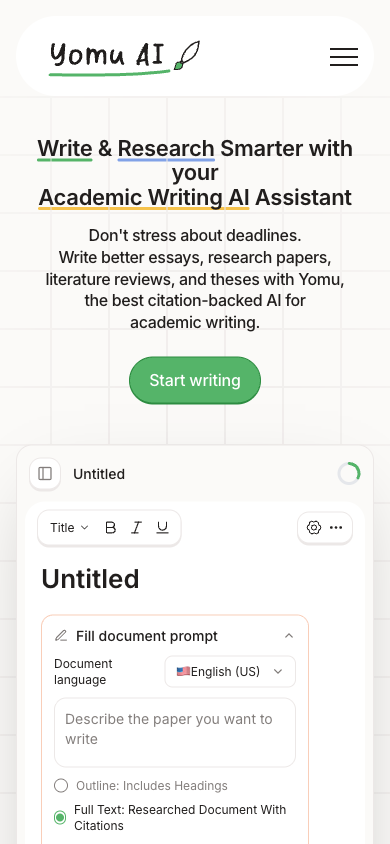 Yomu AI
Write & Research Smarter with
your
Academic Writing AI Assistant
Don't stress about deadlines.
Write better essays, research papers,
literature reviews, and theses with Yomu,
the best citation-backed AI for
academic writing.
Start writing
Untitled
Title B I U
Untitled
Fill document prompt
Document
language
🇺🇸English (US)
Describe the paper you want to
write
Outline: Includes Headings
Full Text: Researched Document With
Citations